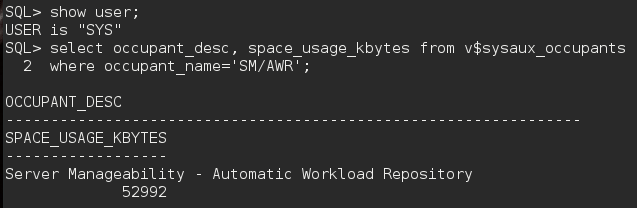 SQL> show user;
USER is "SYS"
SQL> select occupant_desc, space_usage_kbytes from v$sysaux_occupants
  2  where occupant_name='SM/AWR';

OCCUPANT_DESC
----------------------------------------------------------------
SPACE_USAGE_KBYTES
------------------
Server Manageability - Automatic Workload Repository
             52992